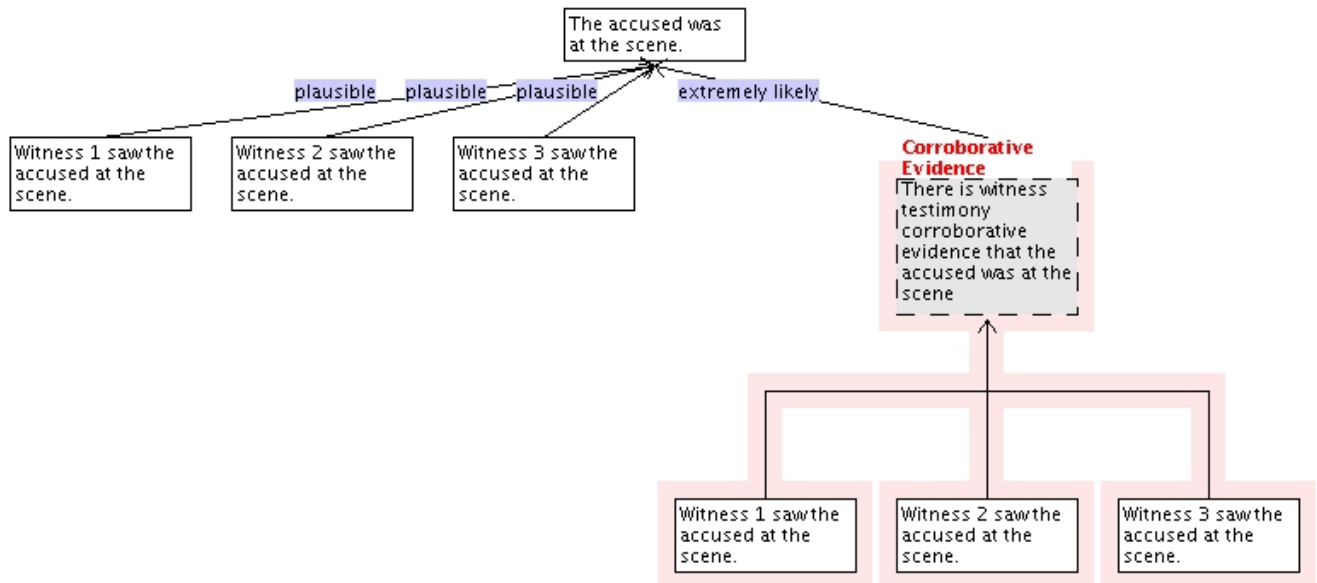 The accused was
at the scene.
plausible
plausible
plausible
extremely likely
Witness 1 saw the
accused at the
scene.
Witness 2 saw the
accused at the
scene.
Witness 3 saw the
accused at the
scene.
Corroborative
Evidence
There is witness
testimony
corroborative
evidence that the
accused was at the
scene
Witness 1 saw the
accused at the
scene.
Witness 2 saw the
accused at the
scene.
Witness 3 saw the
accused at the
scene.